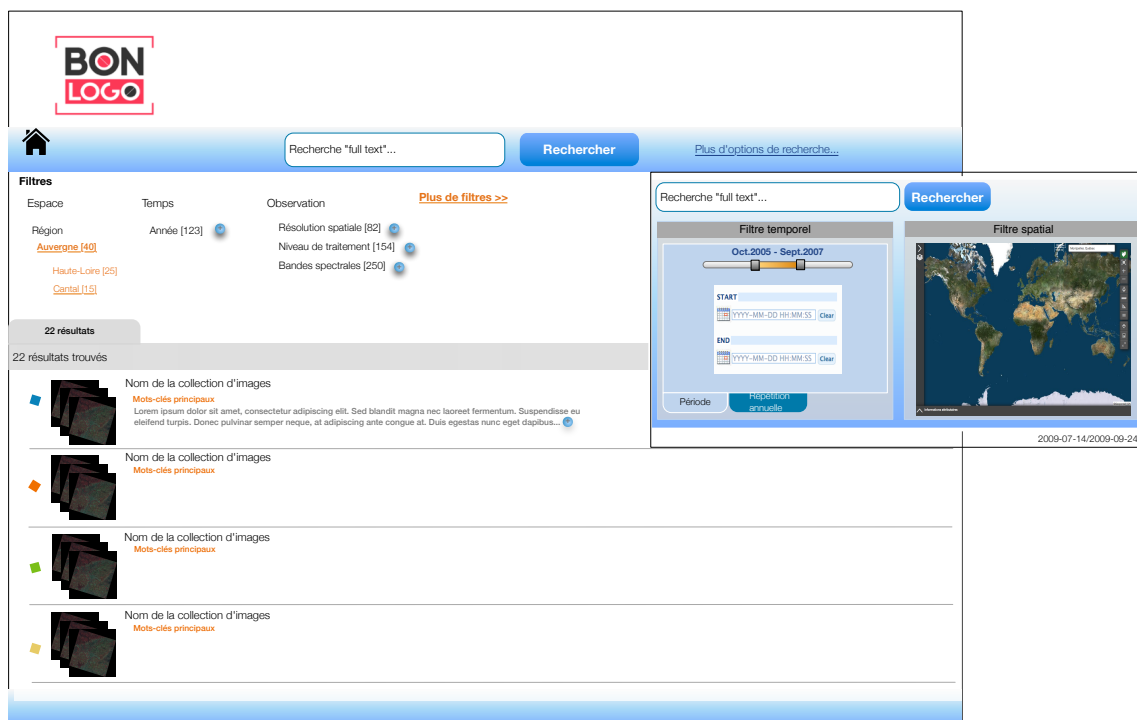 BON
LOGO
Recherche "full text"...
Rechercher
Plus d'options de recherche...
Filtres
Espace
Temps
Observation
Plus de filtres >>
Région
Auvergne [40]
Haute-Loire [25]
Cantal [15]
Année [123]
Résolution spatiale [82]
Niveau de traitement [154]
Bandes spectrales [250]
Recherche "full text"...
Rechercher
Filtre temporel
Oct.2005 - Sept.2007
START
YYYY-MM-DD HH:MM:SS
Clear
END
YYYY-MM-DD HH:MM:SS
Clear
Période
Répétition
annuelle
Filtre spatial
2009-07-14/2009-09-24
22 résultats
22 résultats trouvés
Nom de la collection d'images
Mots-clés principaux
Lorem ipsum dolor sit amet, consectetur adipiscing elit. Sed blandit magna nec laoreet fermentum. Suspendisse eu
eleifend turpis. Donec pulvinar semper neque, at adipiscing ante congue at. Duis egestas nunc eget dapibus...
Nom de la collection d'images
Mots-clés principaux
Nom de la collection d'images
Mots-clés principaux
Nom de la collection d'images
Mots-clés principaux